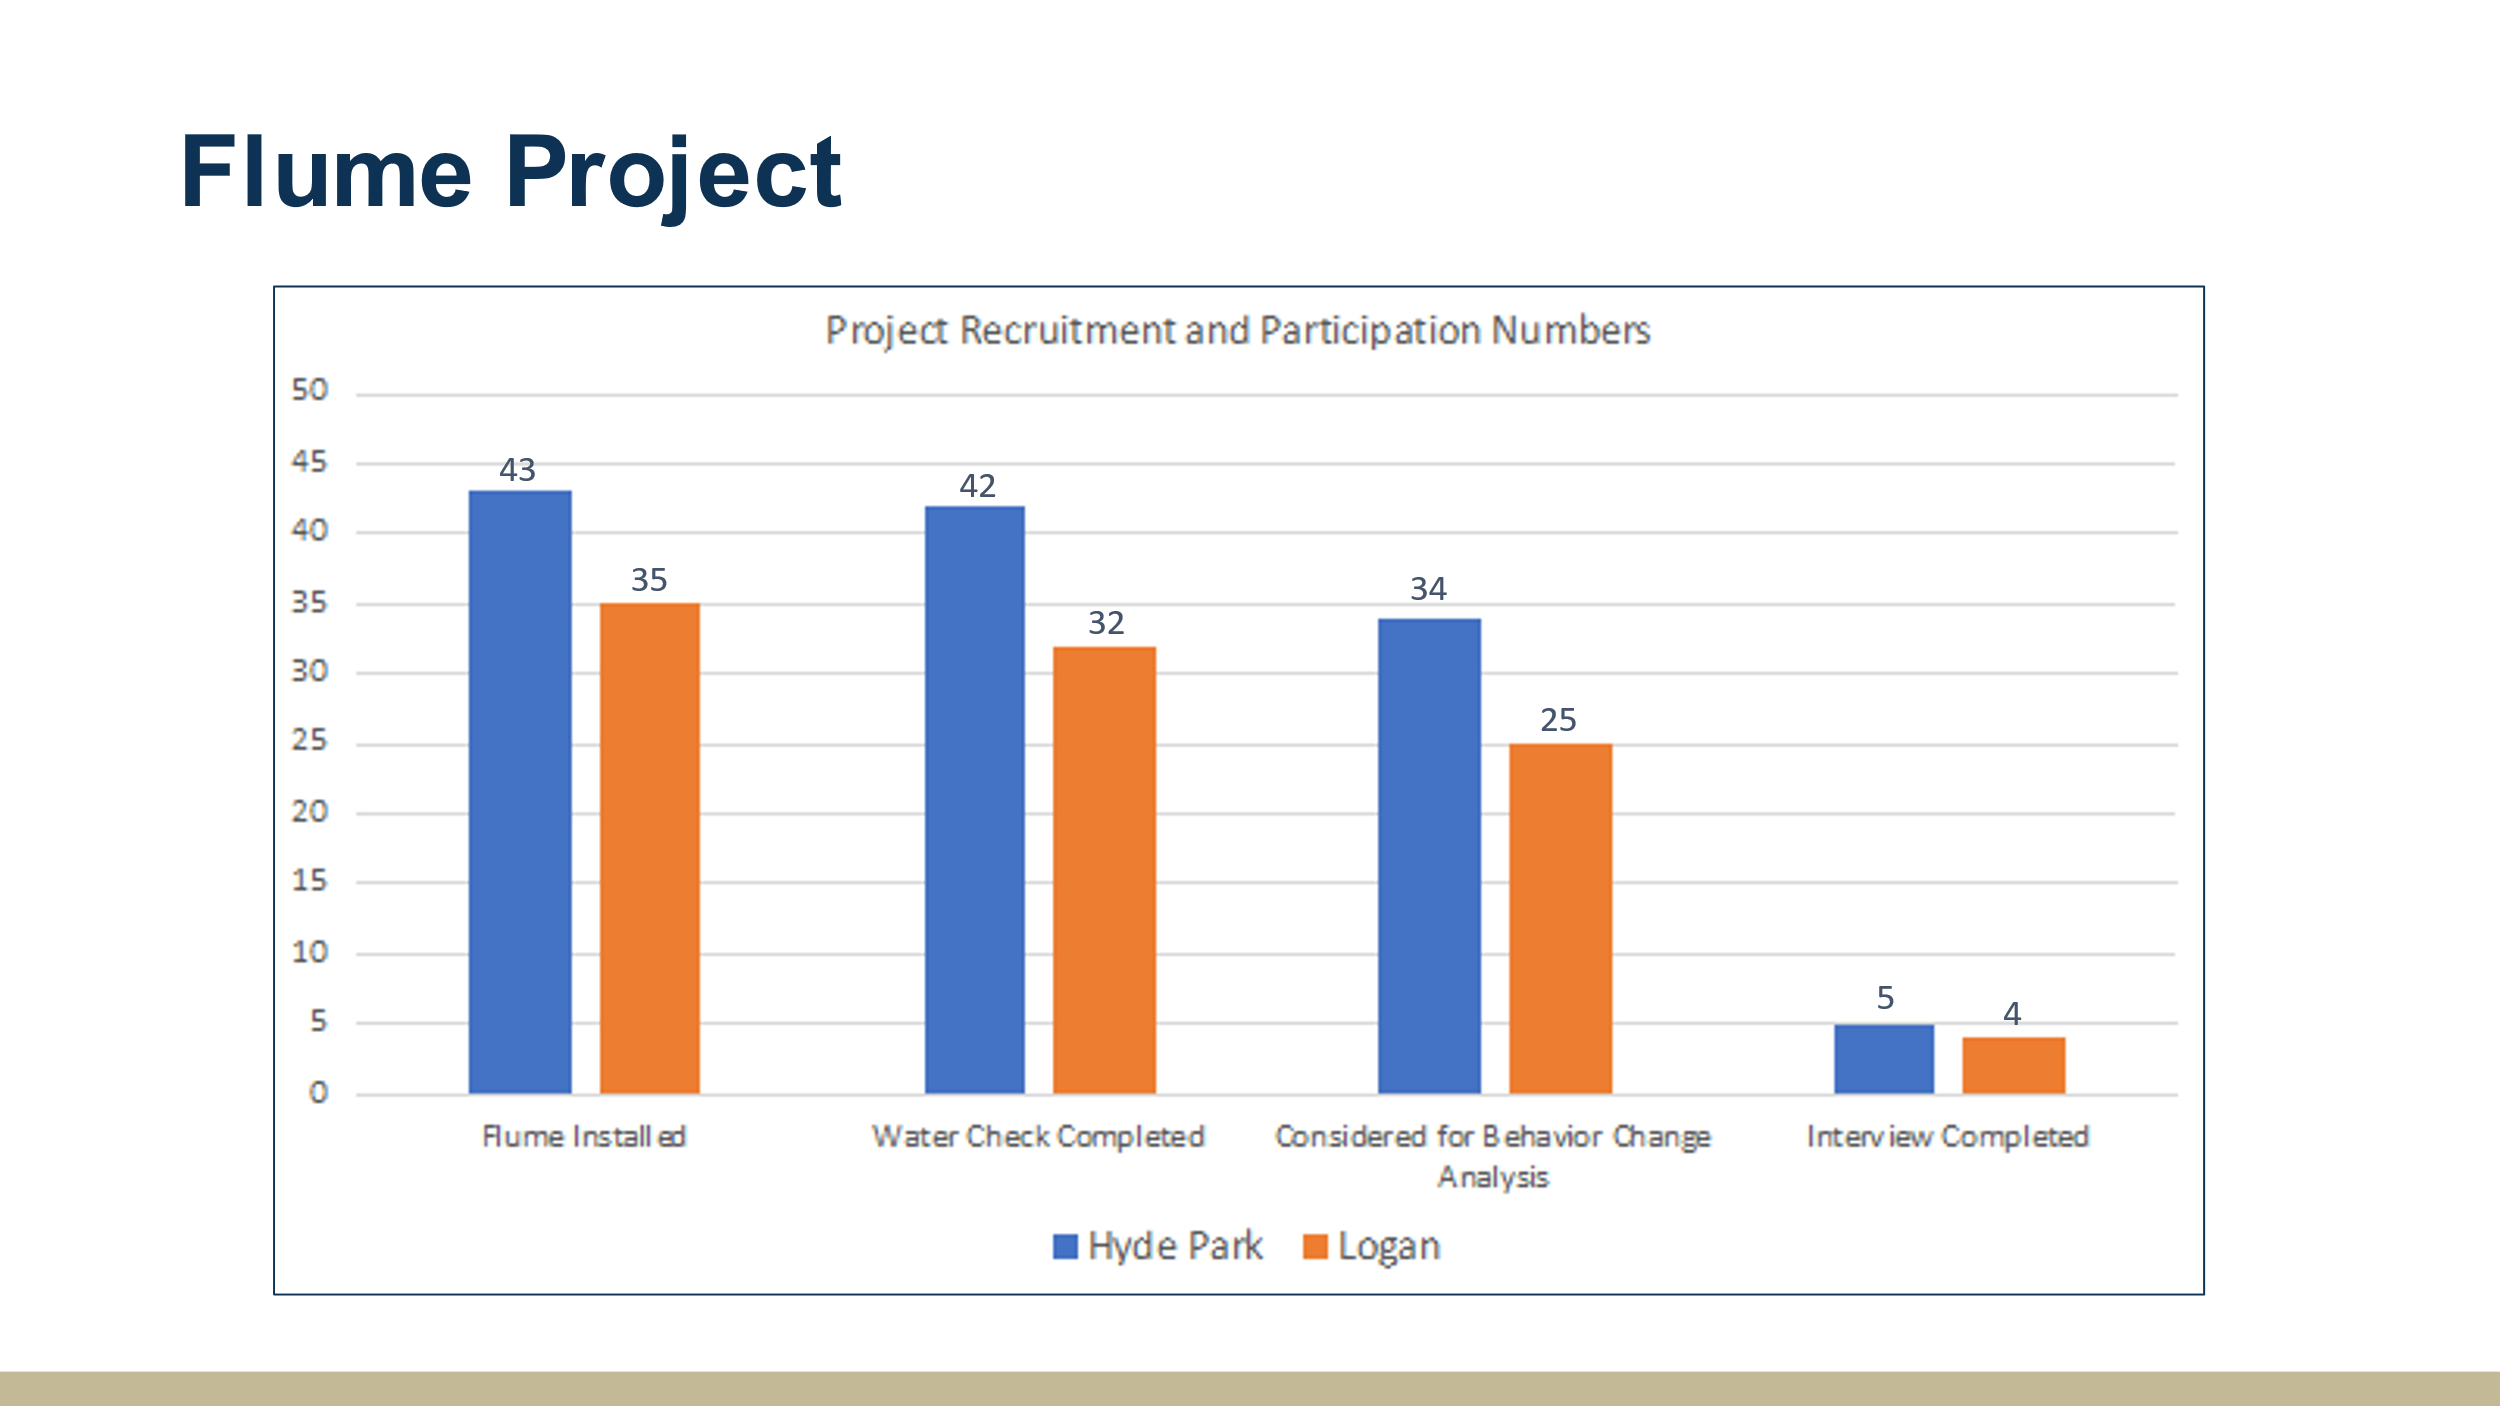 Flume Project
Project Recruitment and Participation Numbers
50
45
40
35
30
25
20
15
10
5
0
43
35
42
32
34
25
5
4
Flume Installed
Water Check Completed
Considered for Behavior Change
Analysis
Interview Completed
Hyde Park
Logan